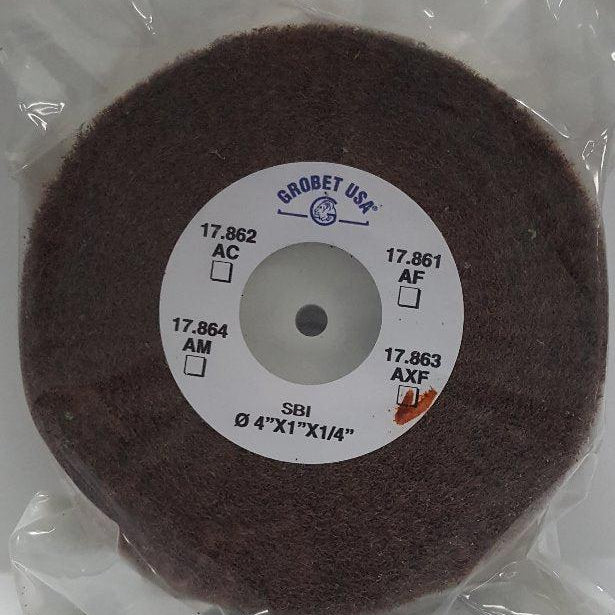 GROBET USA®
17.862
AC
17.861
AF
17.864
AM
17.863
AXF
SBI
Ø 4”X1”X1/4”